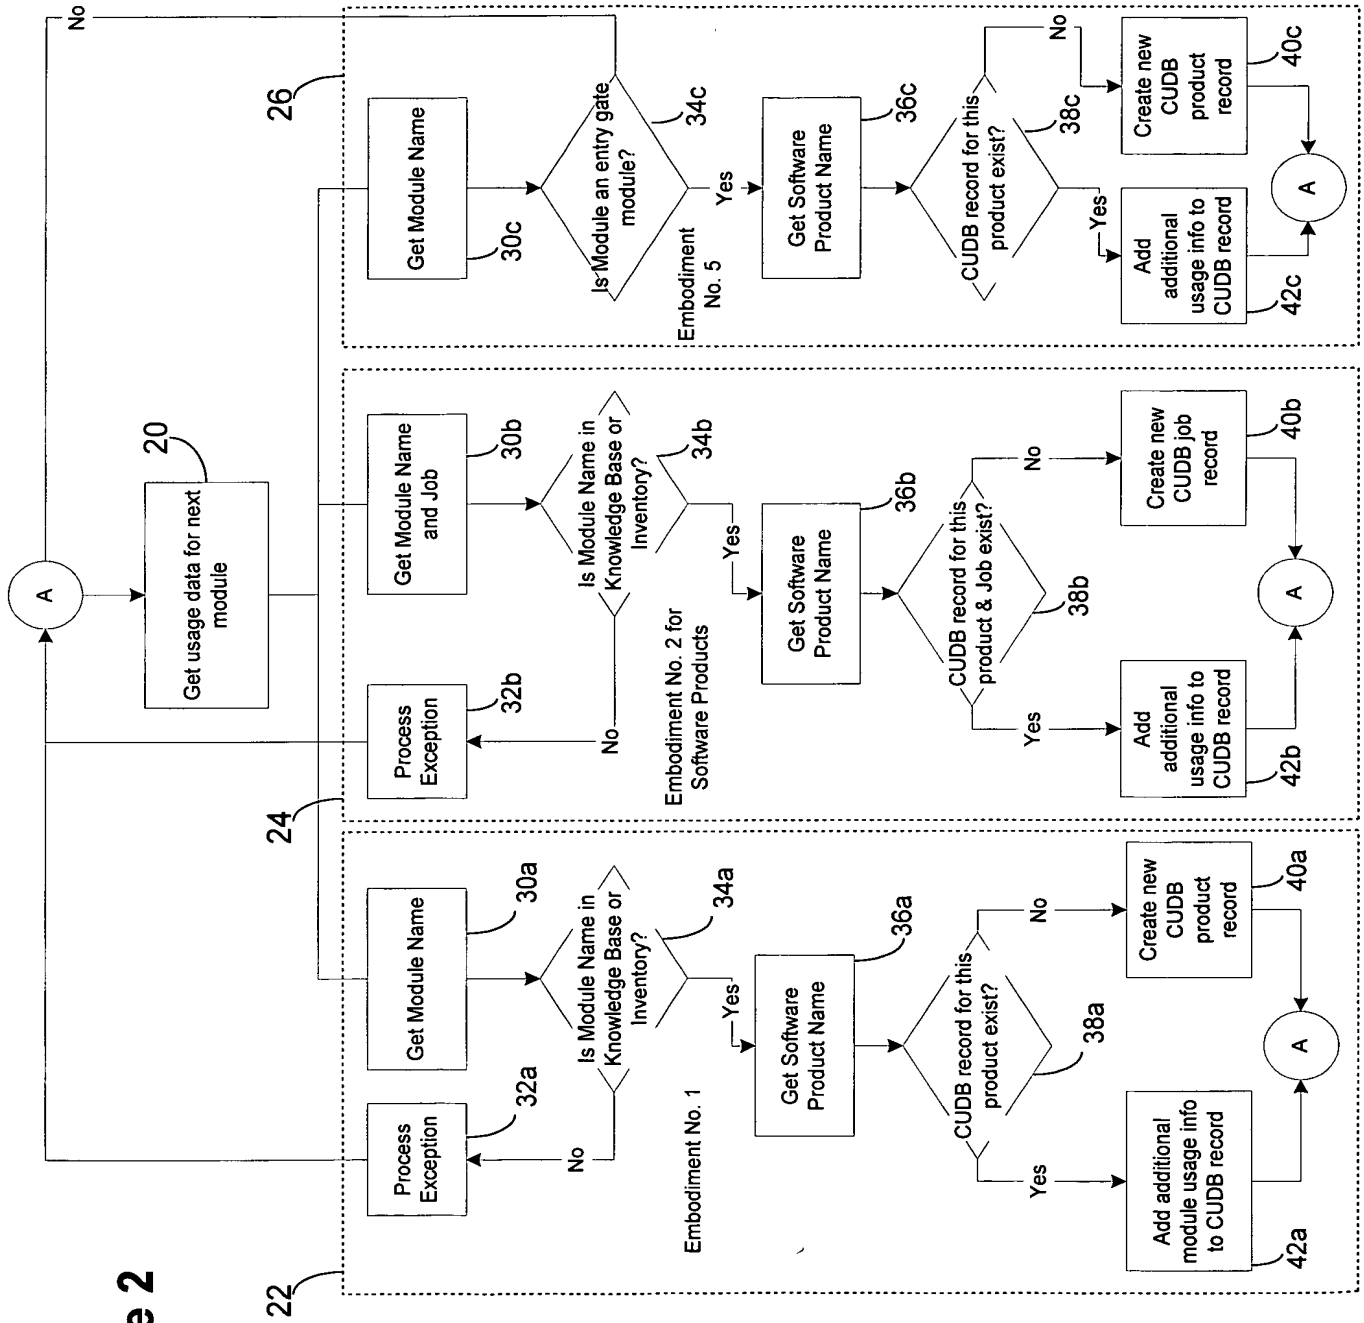 e 2
A
20
Get usage data for next
module
No
22
Process
Exception
32a
Get Module Name
30a
No
Is Module Name in
Knowledge Base or
Inventory?
34a
Embodiment No. 1
Yes
Get Software
Product Name
36a
CUDB record for this
product exist?
38a
Yes
No
Add additional
module usage info
to CUDB record
42a
Create new
CUDB
product
record
40a
A
24
Process
Exception
32b
Get Module Name
and Job
30b
No
Is Module Name in
Knowledge Base or
Inventory?
34b
Embodiment No. 2 for
Software Products
Yes
Get Software
Product Name
36b
CUDB record for this
product & Job exist?
38b
Yes
No
Add
additional
usage info to
CUDB record
42b
Create new
CUDB job
record
40b
A
26
Get Module Name
30c
Is Module an entry gate
module?
34c
Embodiment
No. 5
Yes
Get Software
Product Name
36c
CUDB record for this
product exist?
38c
Yes
No
Add
additional
usage info to
CUDB record
42c
Create new
CUDB
product
record
40c
A